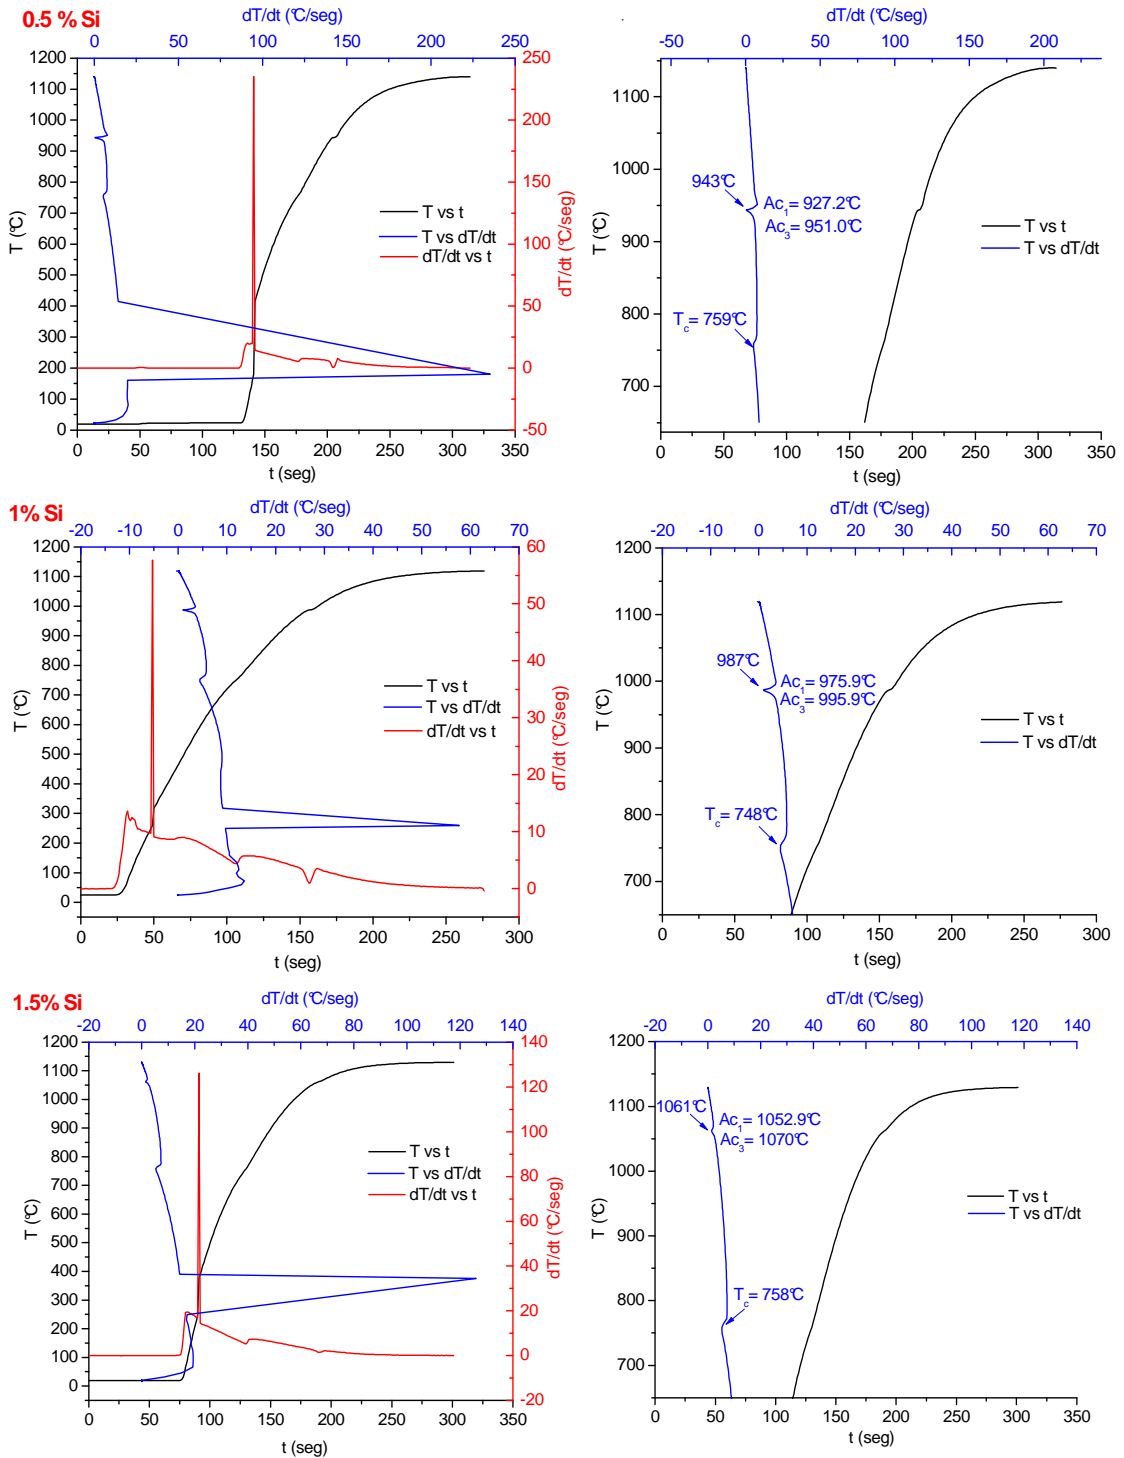 0.5 % Si
dT/dt (°C/seg)
0 50 100 150 200 250
1200
1100
1000
900
800
700
600
500
400
300
200
100
0
T (°C)
250
200
150
100
50
0
-50
dT/dt (°C/seg)
T vs t
T vs dT/dt
dT/dt vs t
0 50 100 150 200 250 300 350
t (seg)
dT/dt (°C/seg)
-50 0 50 100 150 200
1100
1000
900
800
700
T (°C)
943°C
Ac1= 927.2°C
Ac3= 951.0°C
Tc= 759°C
T vs t
T vs dT/dt
0 50 100 150 200 250 300 350
t (seg)
1% Si
dT/dt (°C/seg)
-20 -10 0 10 20 30 40 50 60 70
1200
1100
1000
900
800
700
600
500
400
300
200
100
0
T (°C)
60
50
40
30
20
10
0
dT/dt (°C/seg)
T vs t
T vs dT/dt
dT/dt vs t
0 50 100 150 200 250 300
t (seg)
dT/dt (°C/seg)
-20 -10 0 10 20 30 40 50 60 70
1200
1100
1000
900
800
700
T (°C)
987°C
Ac1= 975.9°C
Ac3= 995.9°C
Tc= 748°C
T vs t
T vs dT/dt
0 50 100 150 200 250 300
t (seg)
1.5% Si
dT/dt (°C/seg)
-20 0 20 40 60 80 100 120 140
1200
1100
1000
900
800
700
600
500
400
300
200
100
0
T (°C)
140
120
100
80
60
40
20
0
-20
dT/dt (°C/seg)
T vs t
T vs dT/dt
dT/dt vs t
0 50 100 150 200 250 300 350
t (seg)
dT/dt (°C/seg)
-20 0 20 40 60 80 100 120 140
1200
1100
1000
900
800
700
T (°C)
1061°C
Ac1= 1052.9°C
Ac3= 1070°C
Tc= 758°C
T vs t
T vs dT/dt
0 50 100 150 200 250 300 350
t (seg)